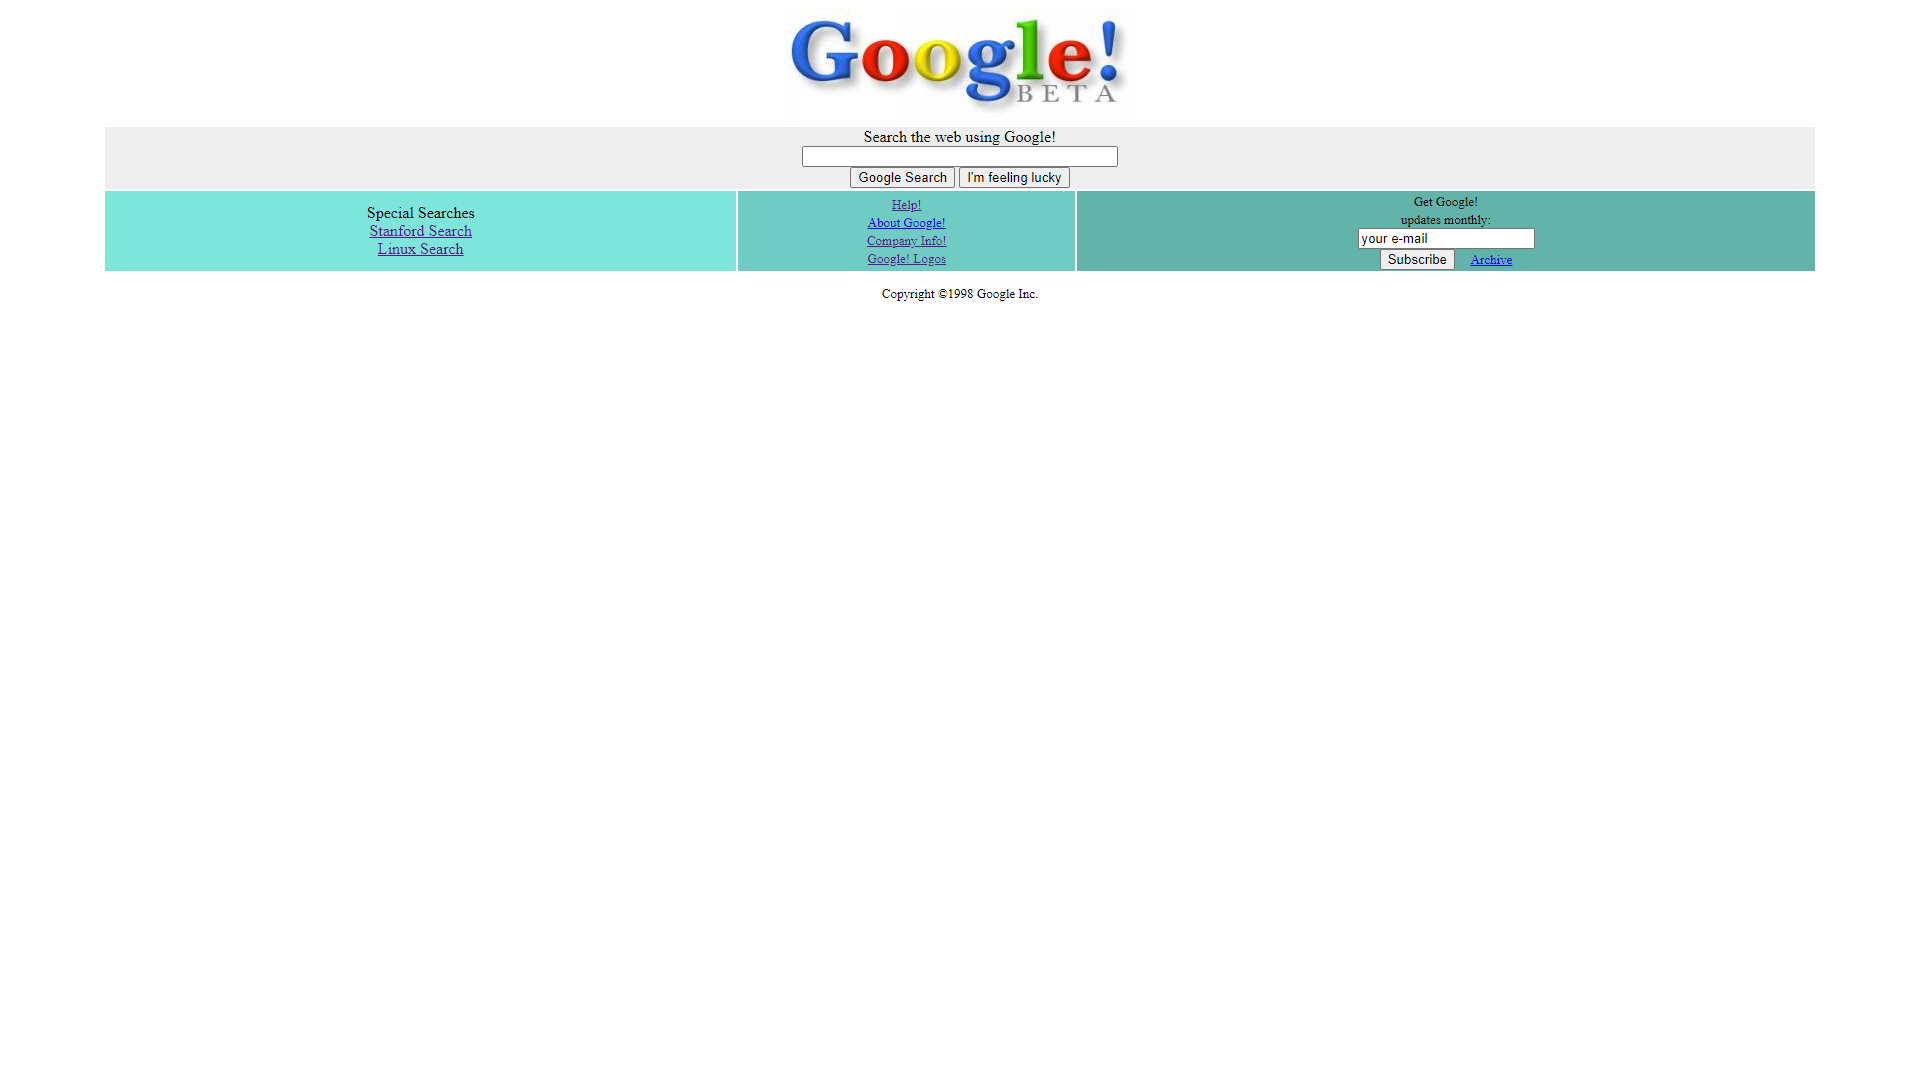 Google!
BETA
Search the web using Google!
Google Search I'm feeling lucky
Special Searches
Stanford Search
Linux Search
Help!
About Google!
Company Info!
Google! Logos
Get Google!
updates monthly:
your e-mail
Subscribe Archive
Copyright ©1998 Google Inc.